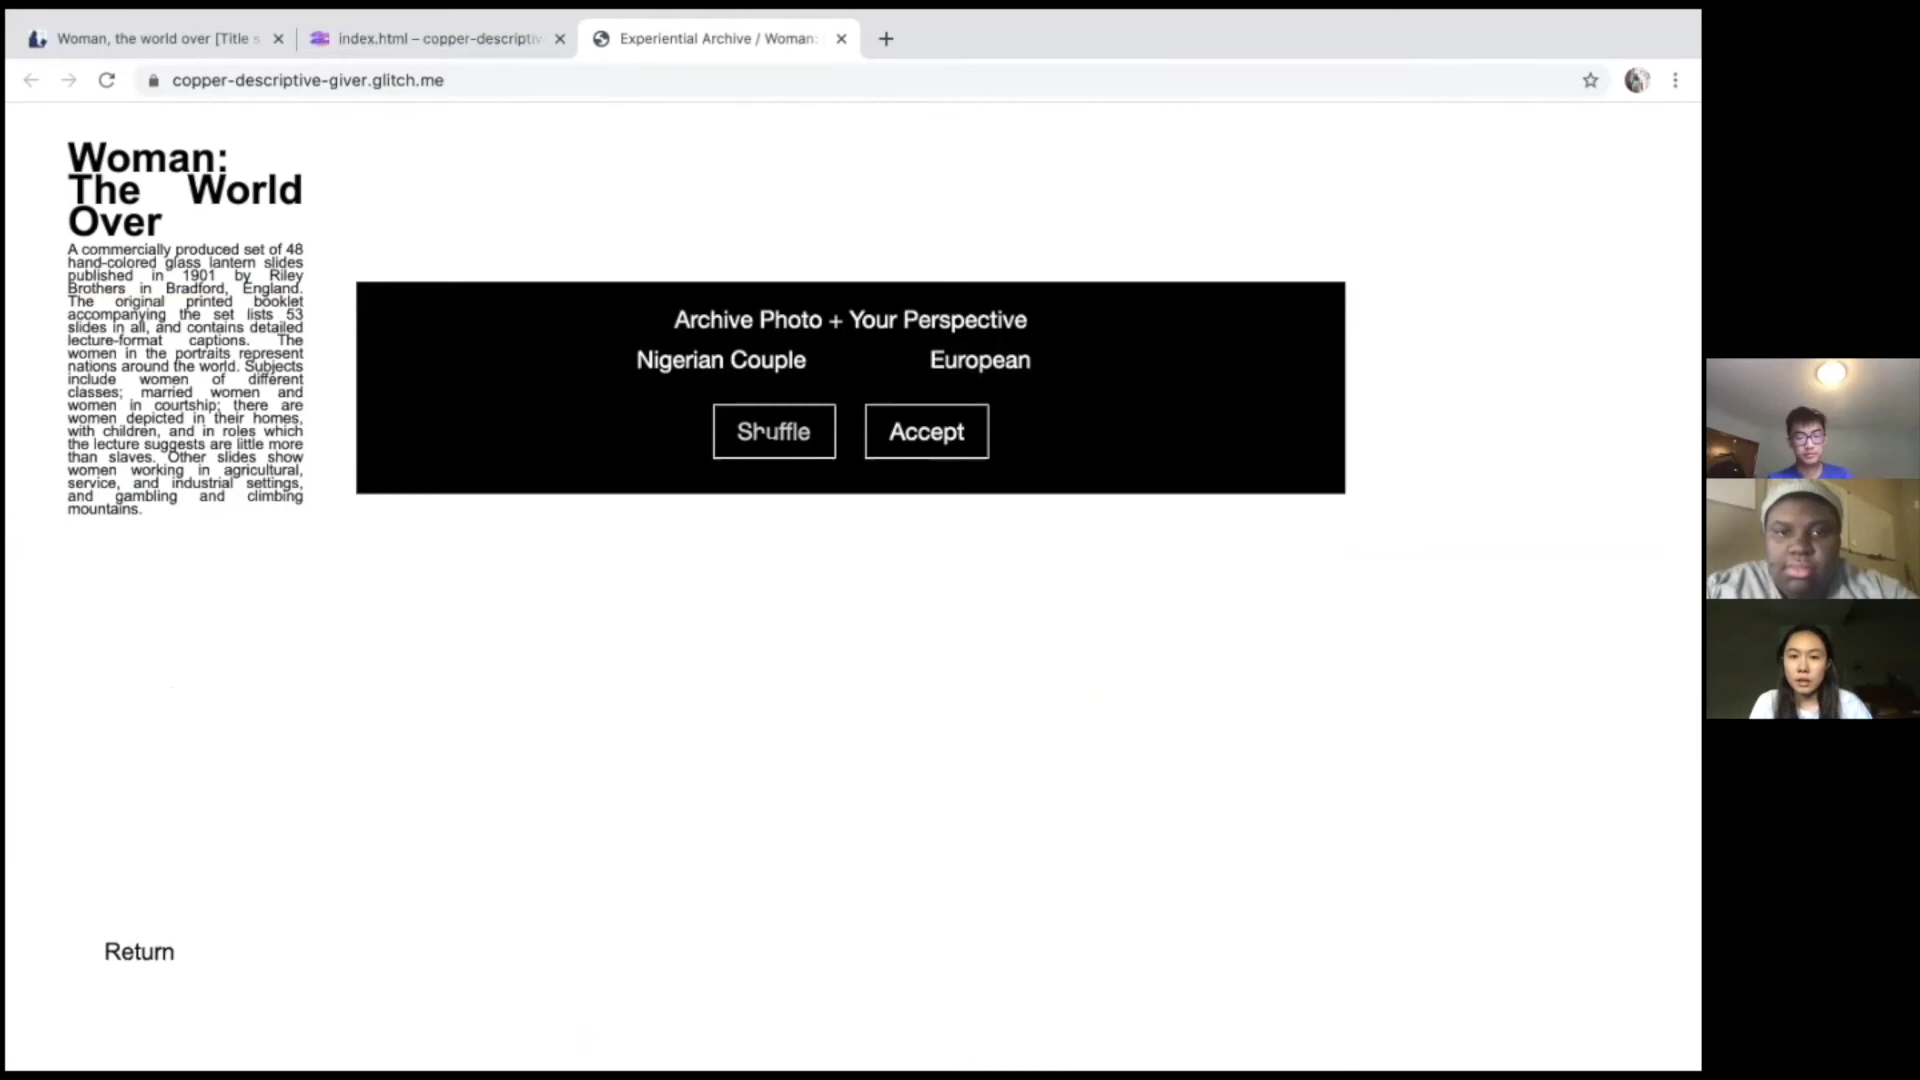 Woman, the world over [Title s
index.html – copper-descriptiv
Experiential Archive / Woman:
copper-descriptive-giver.glitch.me
Woman:
The World
Over
A commercially produced set of 48
hand-colored glass lantern slides
published in 1901 by Riley
Brothers in Bradford, England.
The original printed booklet
accompanying the set lists 53
slides in all, and contains detailed
lecture-format captions. The
women in the portraits represent
nations around the world. Subjects
include women of different
classes; married women and
women in courtship; there are
women depicted in their homes,
with children, and in roles which
the lecture suggests are little more
than slaves. Other slides show
women working in agricultural,
service, and industrial settings,
and gambling and climbing
mountains.
Archive Photo + Your Perspective
Nigerian Couple European
Shuffle Accept
Return